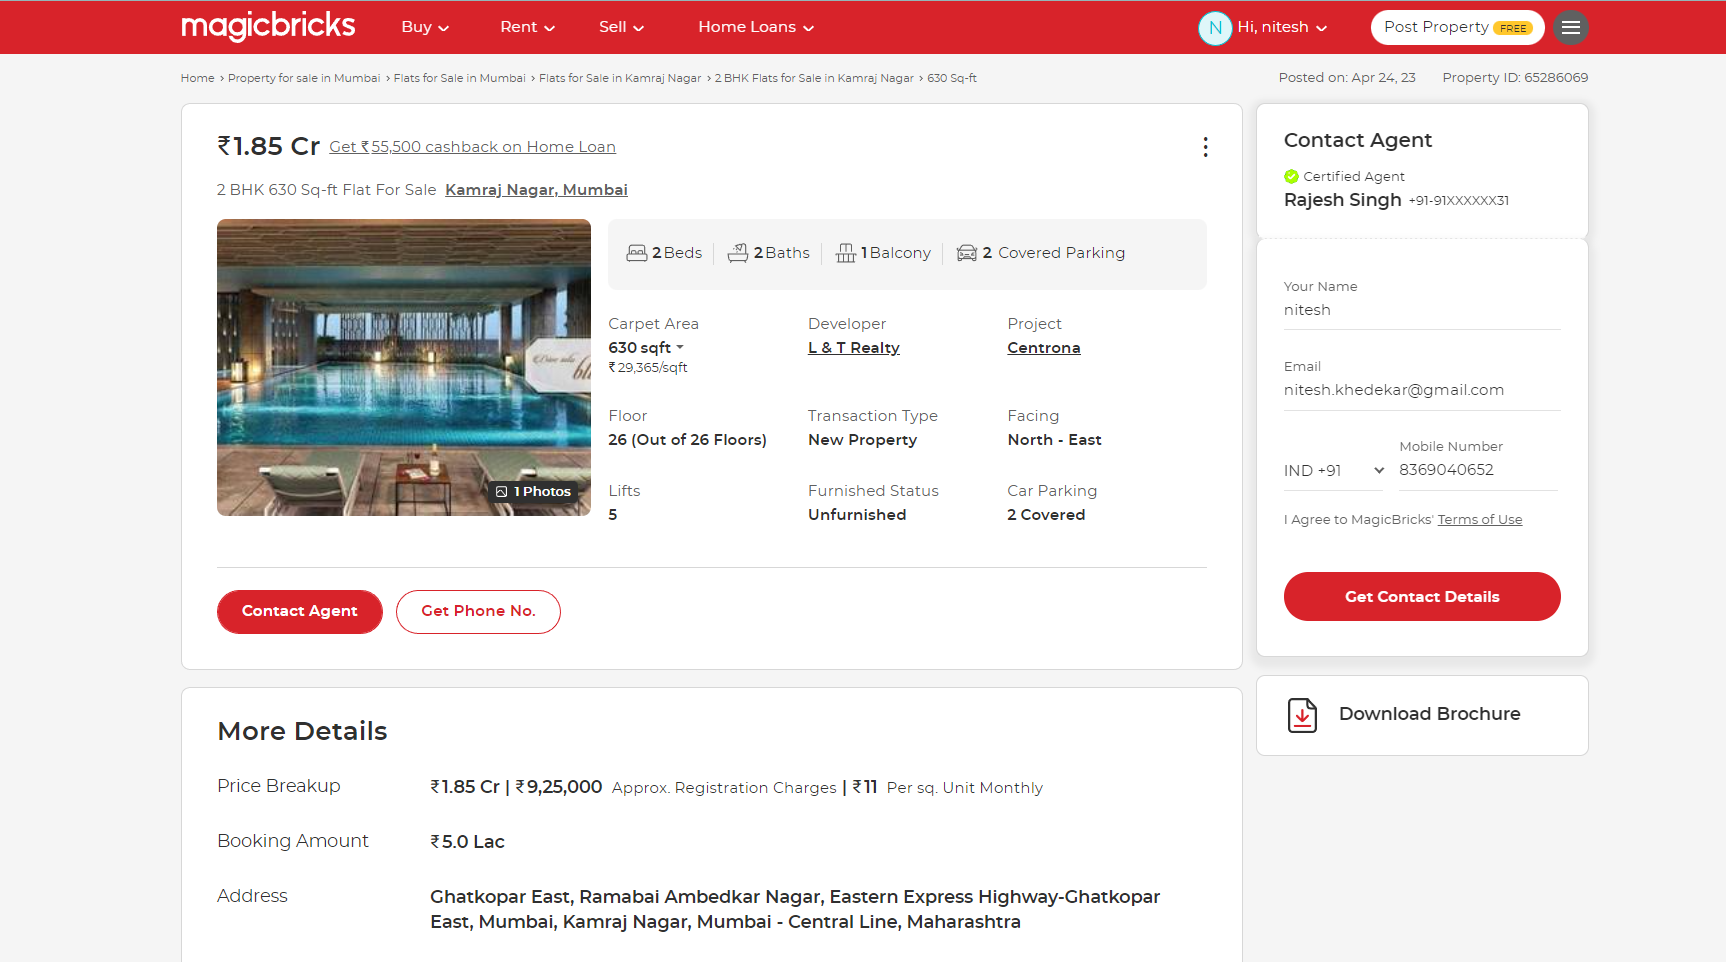 magicbricks
Buy
Rent
Sell
Home Loans
N
Hi, nitesh
Post Property FREE
Home › Property for sale in Mumbai › Flats for Sale in Mumbai › Flats for Sale in Kamraj Nagar › 2 BHK Flats for Sale in Kamraj Nagar › 630 Sq-ft
Posted on: Apr 24, 23
Property ID: 65286069
₹1.85 Cr Get ₹55,500 cashback on Home Loan
2 BHK 630 Sq-ft Flat For Sale Kamraj Nagar, Mumbai
1 Photos
2 Beds
2 Baths
1 Balcony
2 Covered Parking
Carpet Area
630 sqft
₹29,365/sqft
Developer
L & T Realty
Project
Centrona
Floor
26 (Out of 26 Floors)
Transaction Type
New Property
Facing
North - East
Lifts
5
Furnished Status
Unfurnished
Car Parking
2 Covered
Contact Agent
Get Phone No.
Contact Agent
Certified Agent
Rajesh Singh +91-91XXXXXX31
Your Name
nitesh
Email
nitesh.khedekar@gmail.com
IND +91
Mobile Number
8369040652
I Agree to MagicBricks' Terms of Use
Get Contact Details
Download Brochure
More Details
Price Breakup
₹1.85 Cr | ₹9,25,000 Approx. Registration Charges | ₹11 Per sq. Unit Monthly
Booking Amount
₹5.0 Lac
Address
Ghatkopar East, Ramabai Ambedkar Nagar, Eastern Express Highway-Ghatkopar
East, Mumbai, Kamraj Nagar, Mumbai - Central Line, Maharashtra